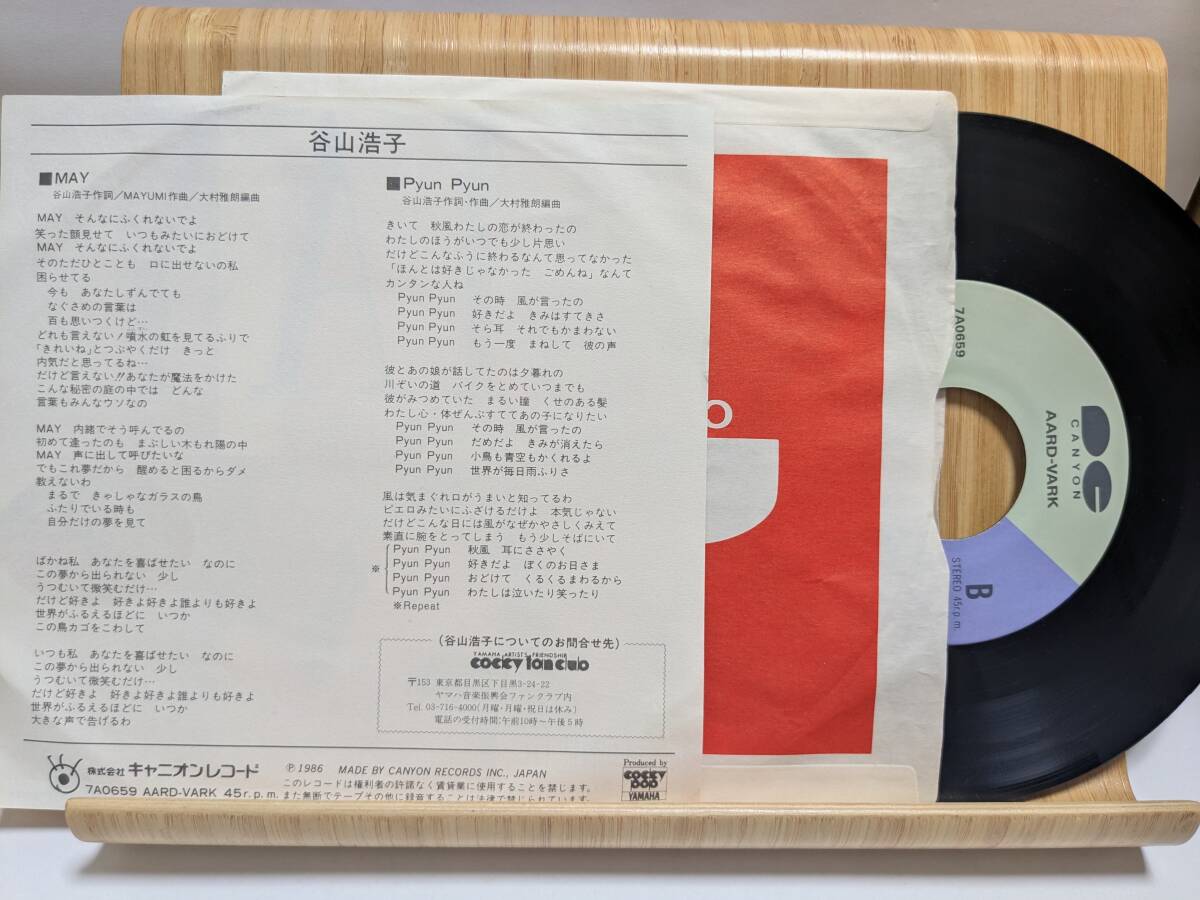 谷山浩子
■MAY
谷山浩子作詞／MAYUMI作曲／大村雅朗編曲
MAY そんなにふくれないでよ
笑った顔見せて いつもみたいにおどけて
MAY そんなにふくれないでよ
そのただひとことも 口に出せないの私
困らせてる
今も あなたしずんでても
なぐさめの言葉は
百も思いつくけど…
どれも言えない！噴水の虹を見てるふりで
「きれいね」とつぶやくだけ きっと
内気だと思ってるね…
だけど言えない!!あなたが魔法をかけた
こんな秘密の庭の中では どんな
言葉もみんなウソなの
MAY 内緒でそう呼んでるの
初めて逢ったのも まぶしい木もれ陽の中
MAY 声に出して呼びたいな
でもこれ夢だから 醒めると困るからダメ
教えないわ
まるで きゃしゃなガラスの鳥
ふたりでいる時も
自分だけの夢を見て
ばかね私 あなたを喜ばせたい なのに
この夢から出られない 少し
うつむいて微笑むだけ…
だけど好きよ 好きよ好きよ誰よりも好きよ
世界がふるえるほどに いつか
この鳥カゴをこわして
いつも私 あなたを喜ばせたい なのに
この夢から出られない 少し
うつむいて微笑むだけ…
だけど好きよ 好きよ好きよ誰よりも好きよ
世界がふるえるほどに いつか
大きな声で告げるわ
■Pyun Pyun
谷山浩子作詞・作曲／大村雅朗編曲
きいて 秋風わたしの恋が終わったの
わたしのほうがいつでも少し片思い
だけどこんなふうに終わるなんて思ってなかった
「ほんとは好きじゃなかった ごめんね」なんて
カンタンな人ね
Pyun Pyun その時 風が言ったの
Pyun Pyun 好きだよ きみはすてきさ
Pyun Pyun そら耳 それでもかまわない
Pyun Pyun もう一度 まねして 彼の声
彼とあの娘が話してたのは夕暮れの
川ぞいの道 バイクをとめていつまでも
彼がみつめていた まるい瞳 くせのある髪
わたし心・体ぜんぶすててあの子になりたい
Pyun Pyun その時 風が言ったの
Pyun Pyun だめだよ きみが消えたら
Pyun Pyun 小鳥も青空もかくれるよ
Pyun Pyun 世界が毎日雨ふりさ
風は気まぐれ口がうまいと知ってるわ
ピエロみたいにふざけるだけよ 本気じゃない
だけどこんな日には風がなぜかやさしくみえて
素直に腕をとってしまう もう少しそばにいて
Pyun Pyun 秋風 耳にささやく
※ Pyun Pyun 好きだよ ぼくのお日さま
Pyun Pyun おどけて くるくるまわるから
Pyun Pyun わたしは泣いたり笑ったり
※Repeat
(谷山浩子についてのお問合せ先)
YAMAHA ARTISTS FRIENDSHIP
cocky fan club
〒153 東京都目黒区下目黒3-24-22
ヤマハ音楽振興会ファンクラブ内
Tel. 03-716-4000(月曜・月曜・祝日は休み)
電話の受付時間:午前10時〜午後5時
株式会社 キャニオンレコード
Ⓟ1986 MADE BY CANYON RECORDS INC., JAPAN
7A0659 AARD-VARK 45r.p.m.
このレコードは権利者の許諾なく賃貸業に使用することを禁じます。
また無断でテープその他に録音することは法律で禁じられています。
Produced by
COCKY
POP
YAMAHA
7A0659
CANYON
AARD-VARK
B
STEREO 45r.p.m.